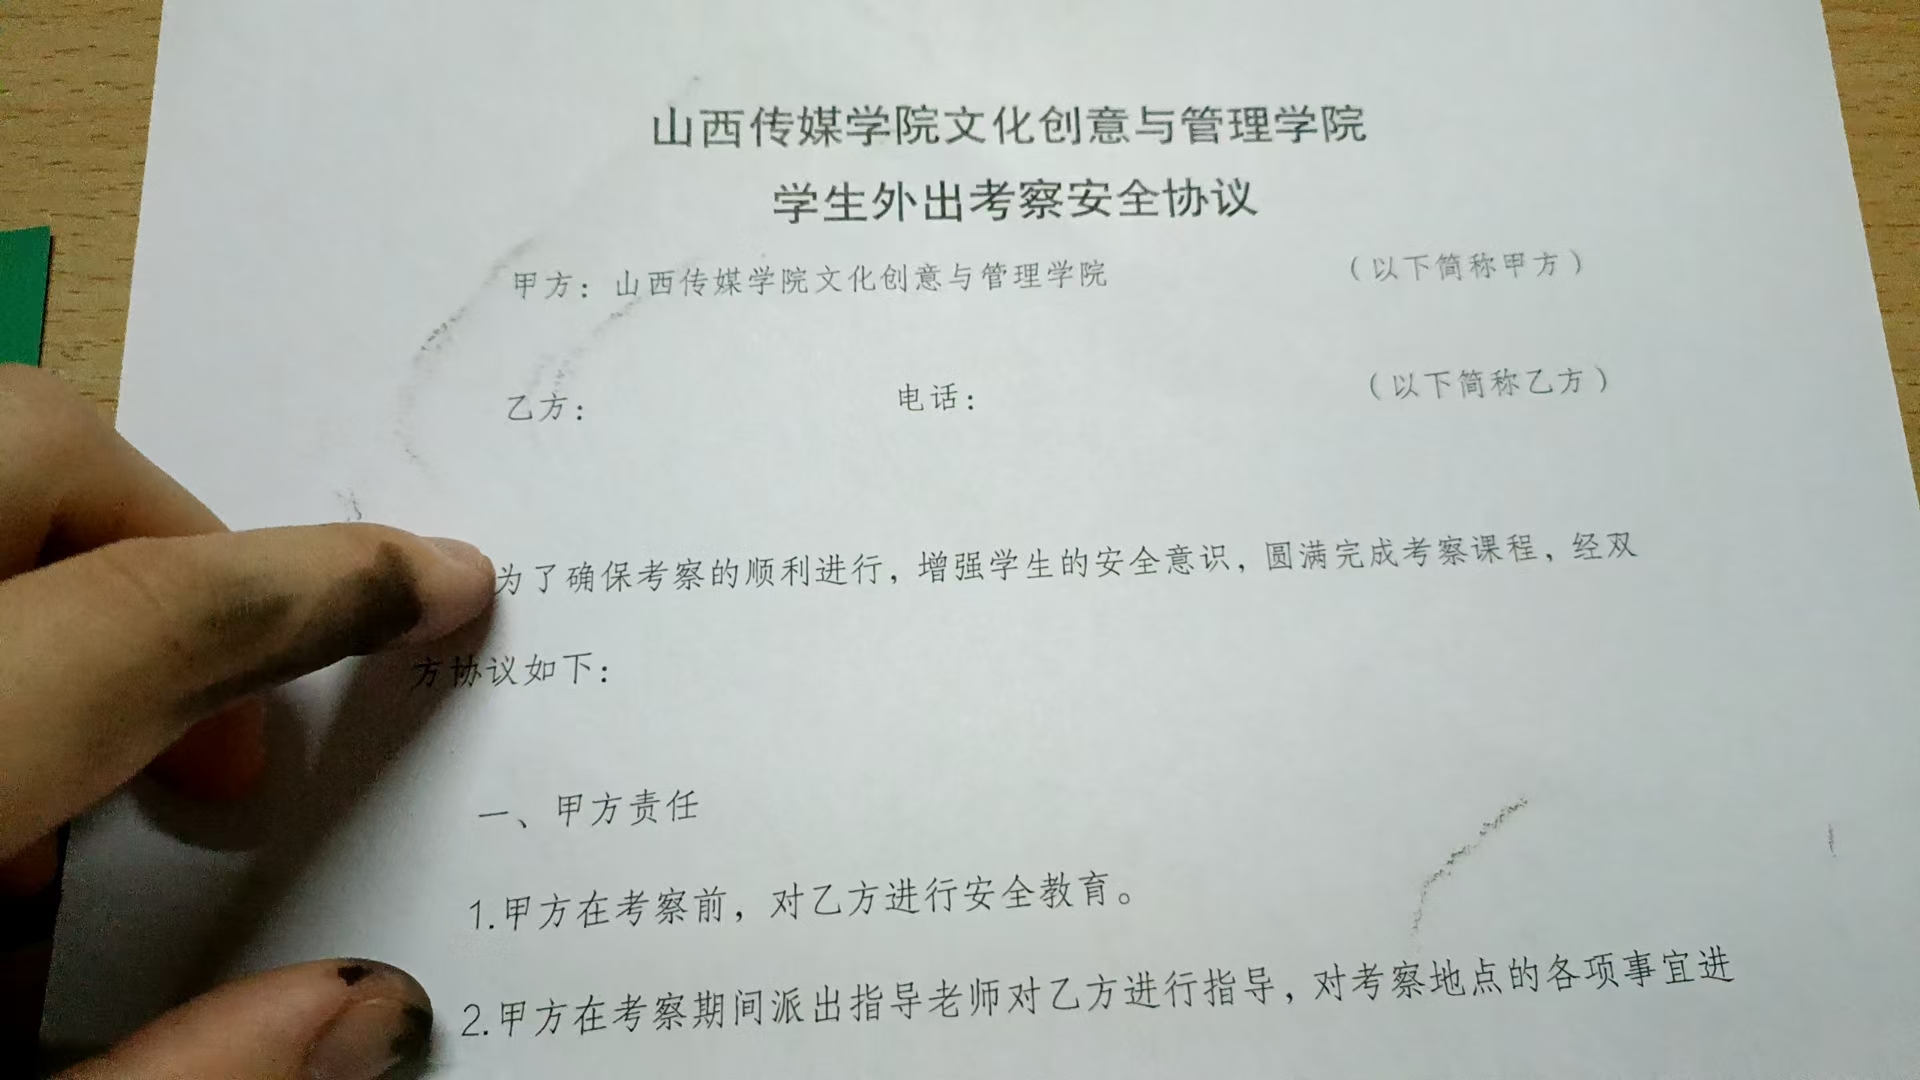 山西传媒学院文化创意与管理学院
学生外出考察安全协议
甲方：山西传媒学院文化创意与管理学院 （以下简称甲方）
乙方： 电话： （以下简称乙方）
为了确保考察的顺利进行，增强学生的安全意识，圆满完成考察课程，经双
方协议如下：
一、甲方责任
1.甲方在考察前，对乙方进行安全教育。
2.甲方在考察期间派出指导老师对乙方进行指导，对考察地点的各项事宜进